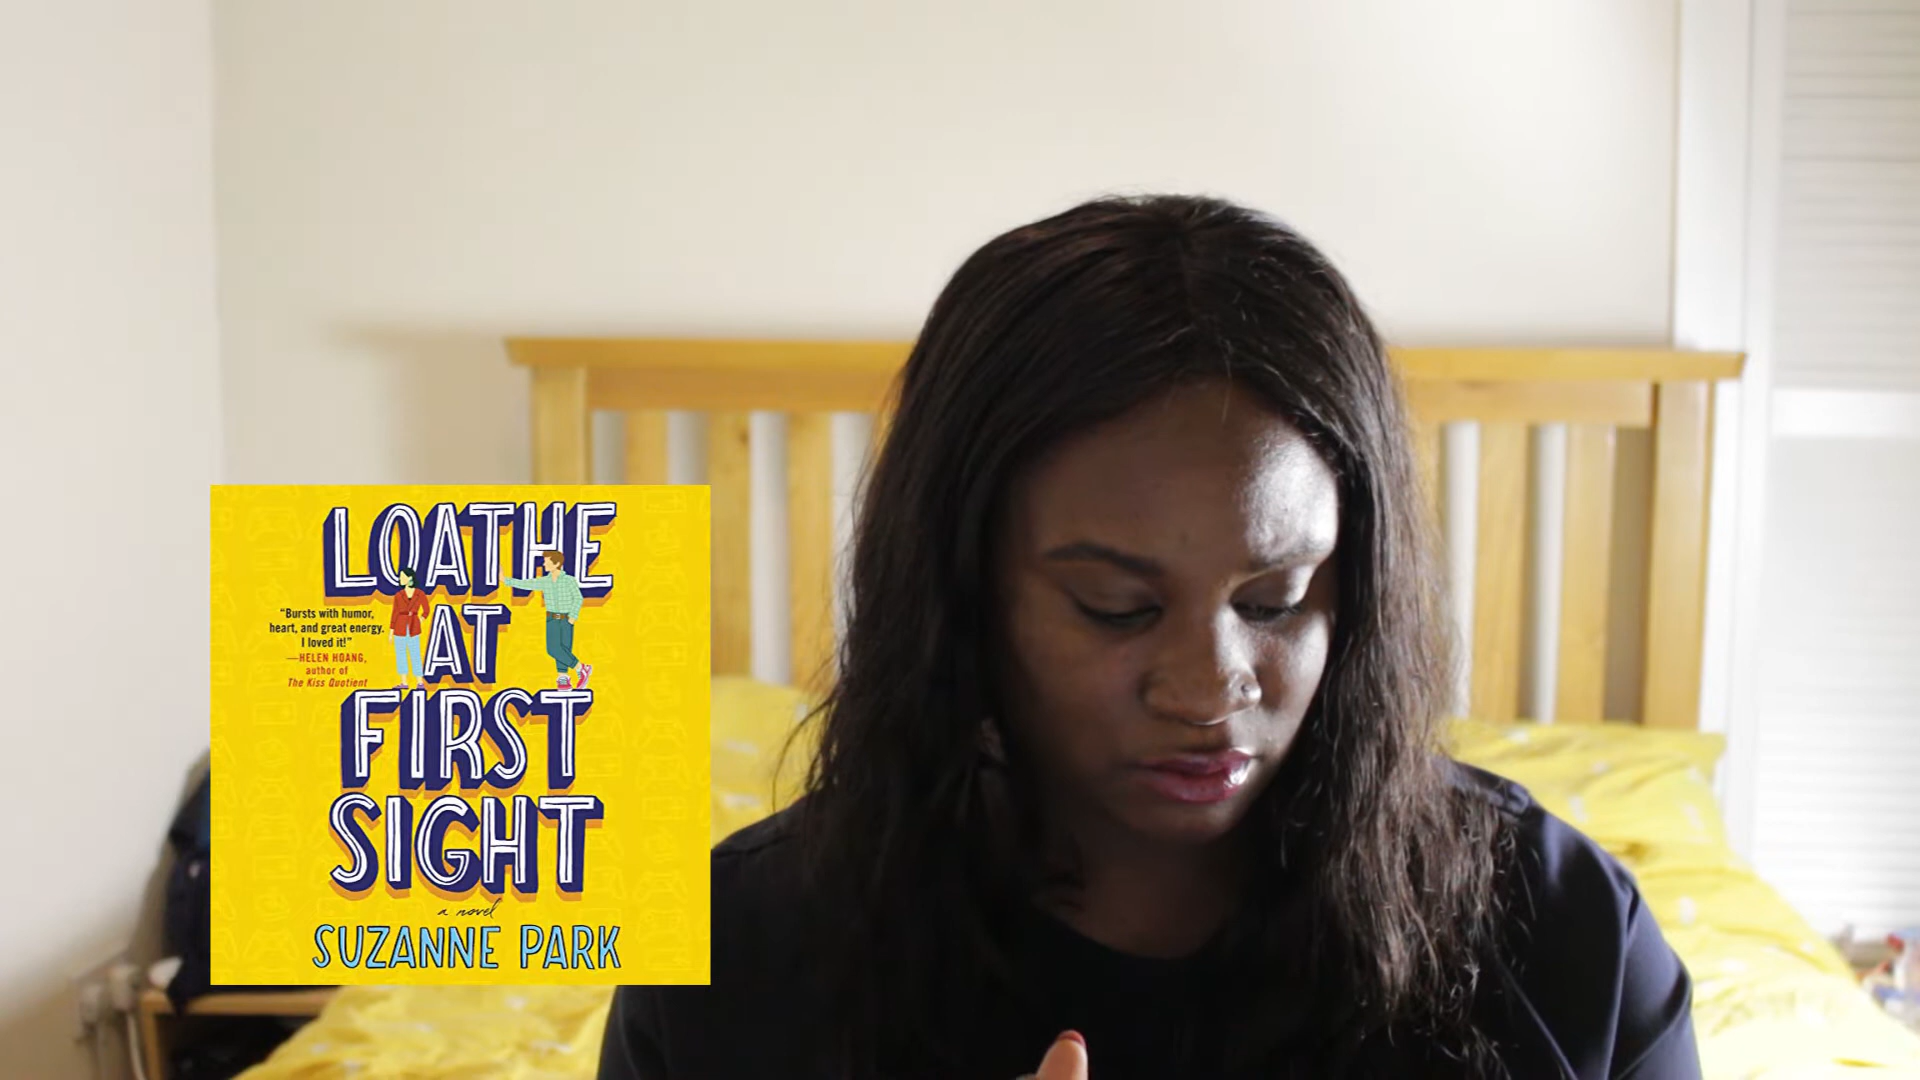 LOATHE
AT
FIRST
SIGHT
"Bursts with humor,
heart, and great energy.
I loved it!"
—HELEN HOANG,
author of
The Kiss Quotient
a novel
SUZANNE PARK